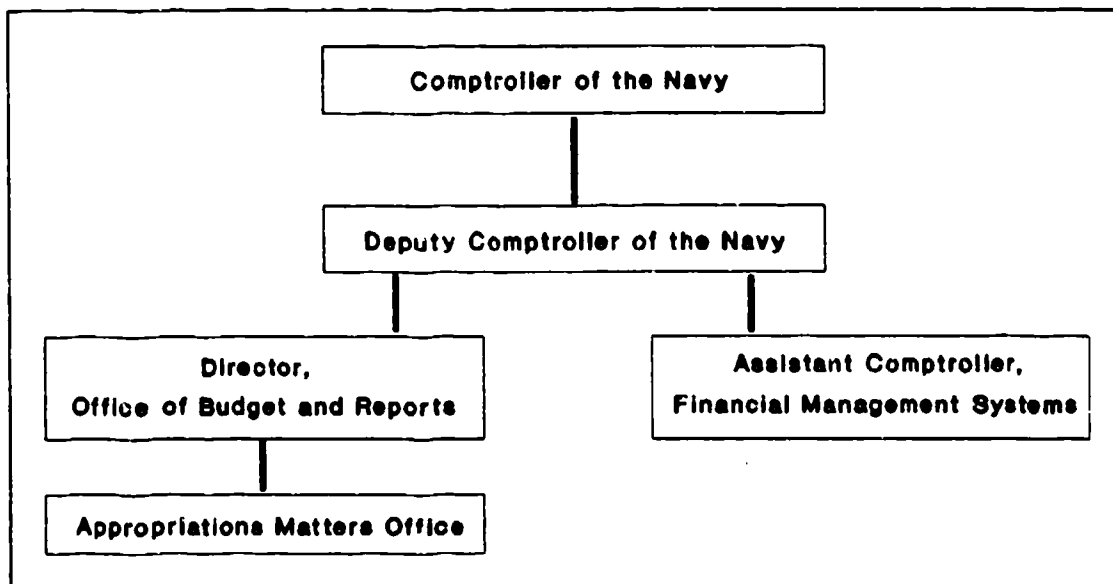 Comptroller of the Navy
Deputy Comptroller of the Navy
Director,
Office of Budget and Reports
Assistant Comptroller,
Financial Management Systems
Appropriations Matters Office